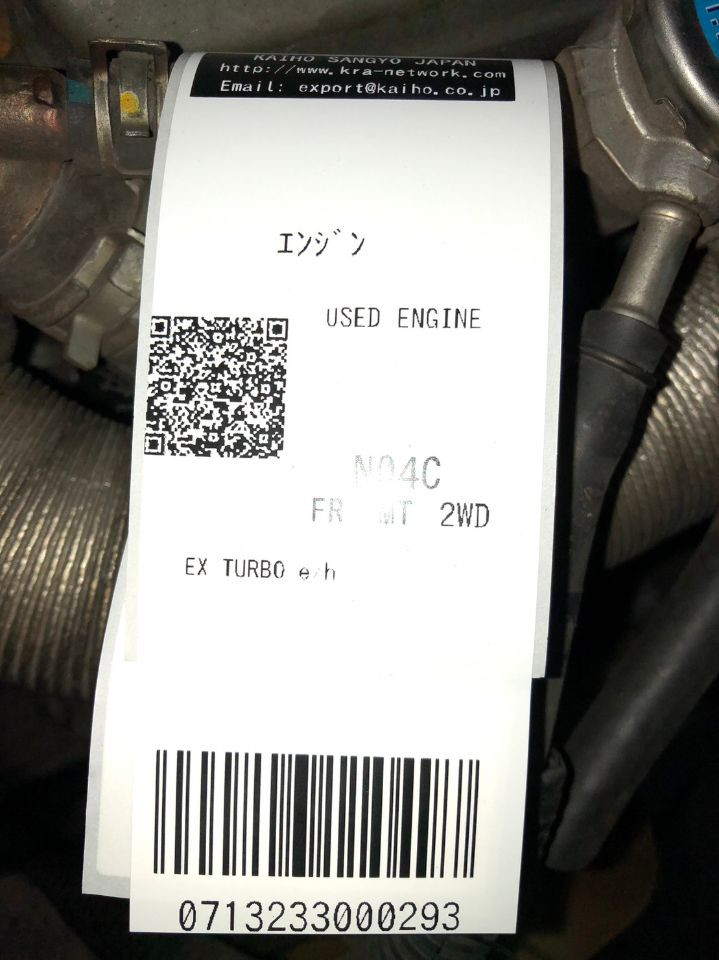 KAIHO SANGYO JAPAN
http://www.kra-network.com
Email: export@kaiho.co.jp
エンジン
USED ENGINE
N04C
FR MT 2WD
EX TURBO e/h
0713233000293